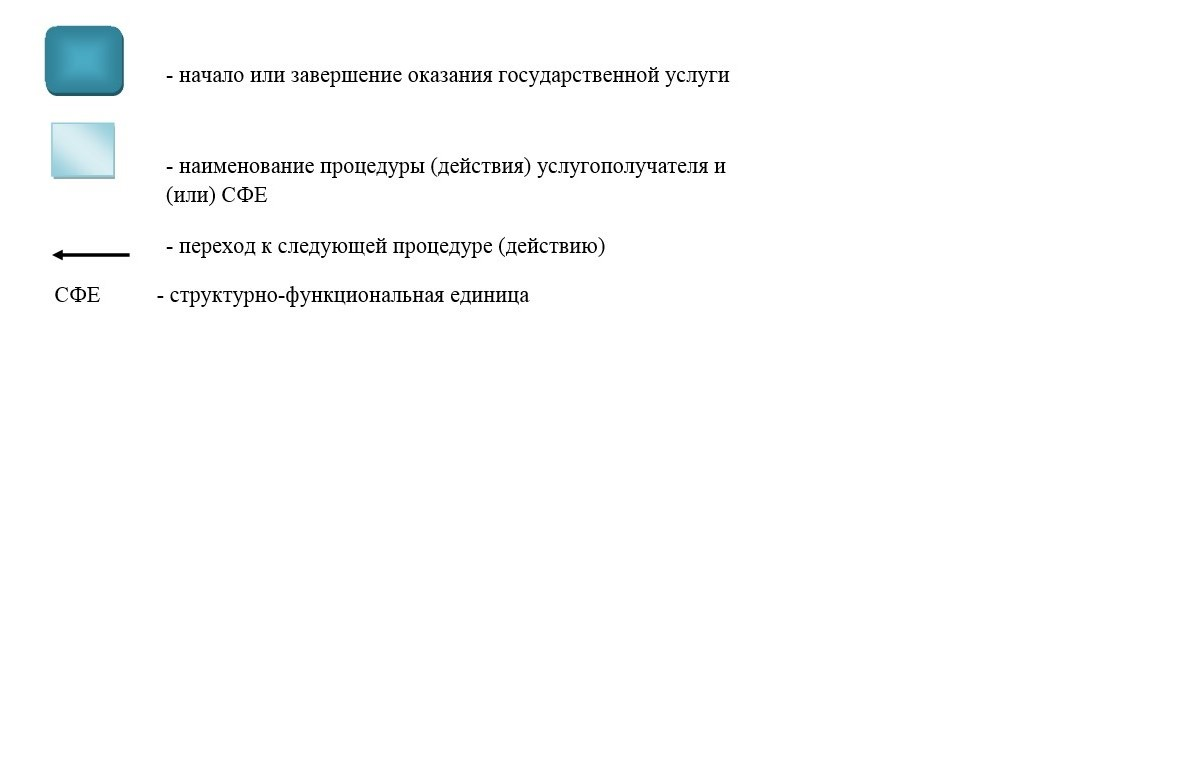 - начало или завершение оказания государственной услуги
- наименование процедуры (действия) услугополучателя и
(или) СФЕ
- переход к следующей процедуре (действию)
СФЕ - структурно-функциональная единица